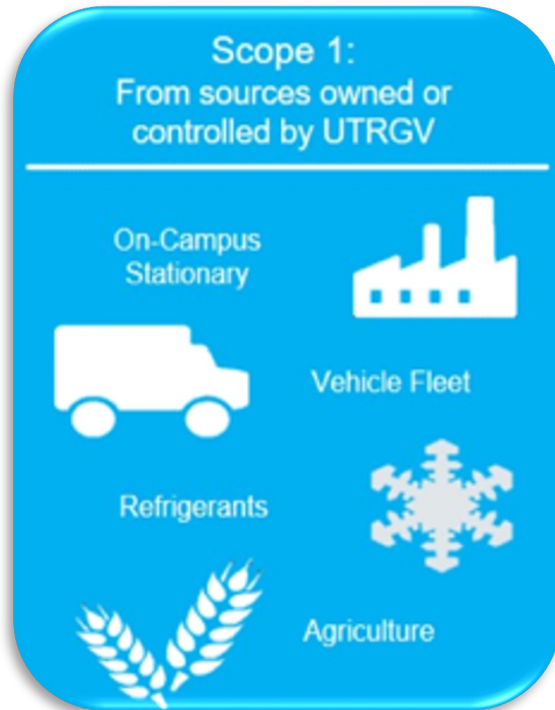 Scope 1:
From sources owned or
controlled by UTRGV
On-Campus
Stationary
Vehicle Fleet
Refrigerants
Agriculture